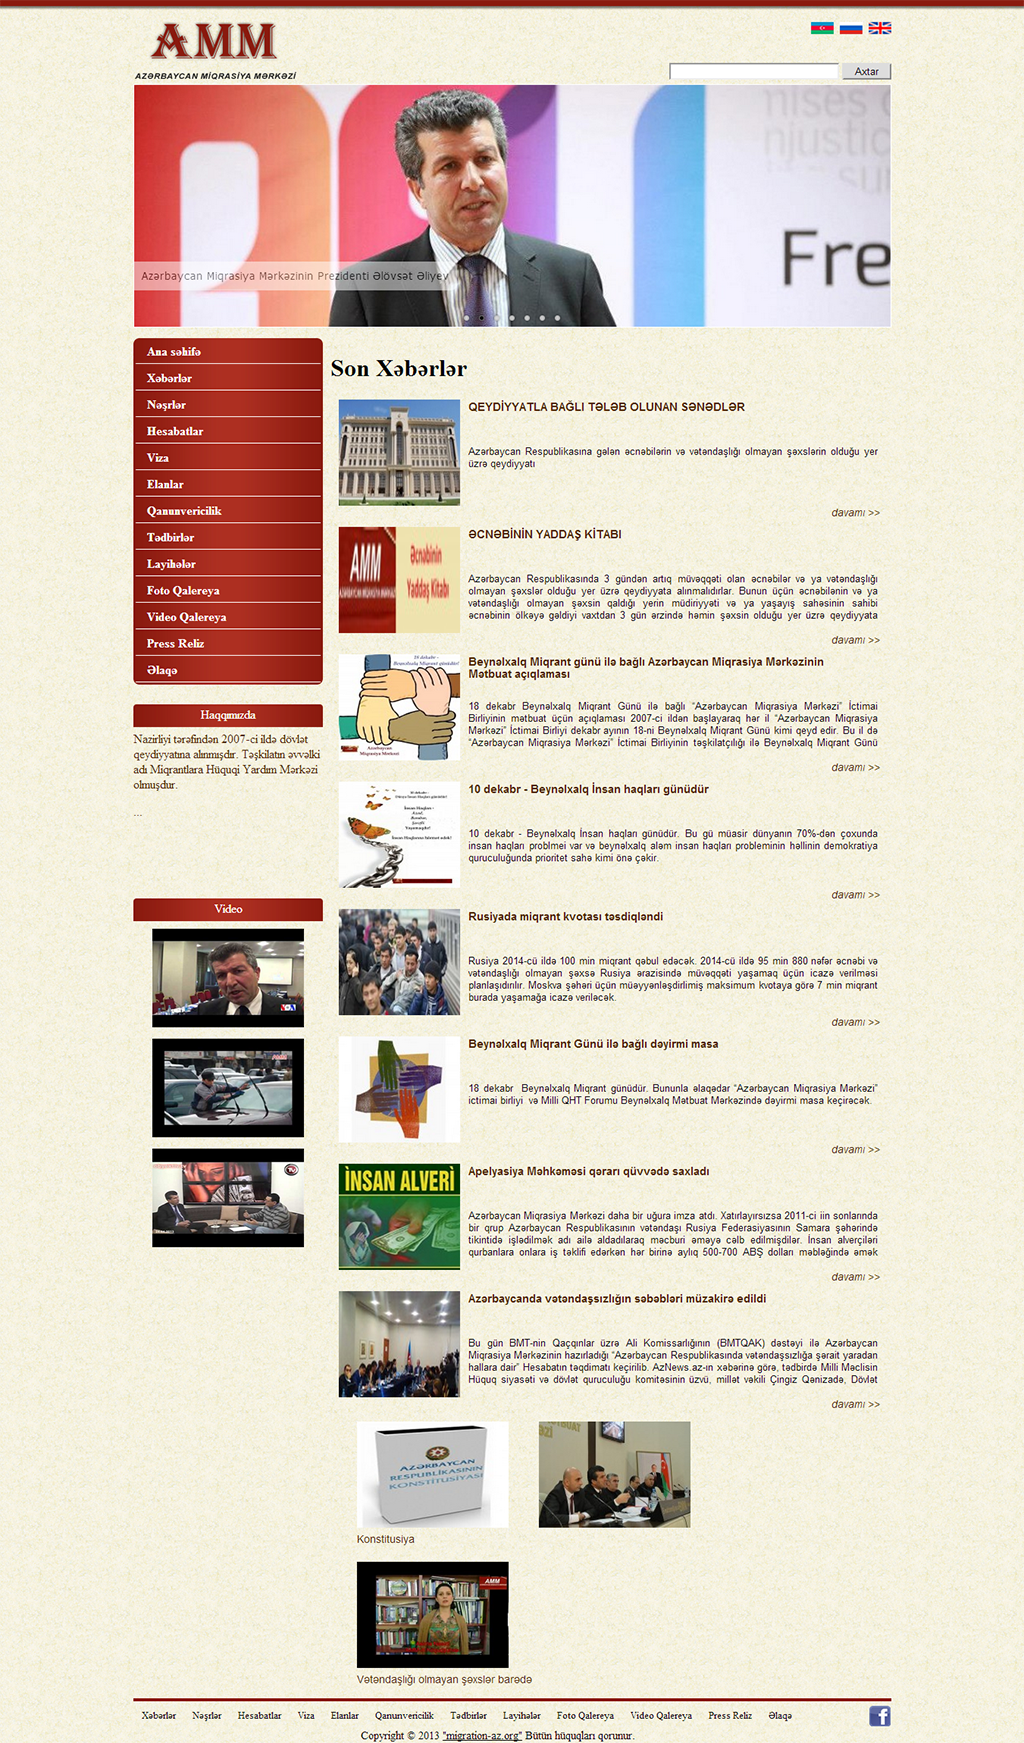 AMM
AZƏRBAYCAN MİQRASİYA MƏRKƏZİ
Axtar
Fre
Azərbaycan Miqrasiya Mərkəzinin Prezidenti Əlövsət Əliyev
Ana səhifə
Xəbərlər
Nəşrlər
Hesabatlar
Viza
Elanlar
Qanunvericilik
Tədbirlər
Layihələr
Foto Qalereya
Video Qalereya
Press Reliz
Əlaqə
Haqqımızda
Nazirliyi tərəfindən 2007-ci ildə dövlət
qeydiyyatına alınmışdır. Təşkilatın əvvəlki
adı Miqrantlara Hüquqi Yardım Mərkəzi
olmuşdur.
...
Video
Son Xəbərlər
QEYDİYYATLA BAĞLI TƏLƏB OLUNAN SƏNƏDLƏR
Azərbaycan Respublikasına gələn əcnəbilərin və vətəndaşlığı olmayan şəxslərin olduğu yer
üzrə qeydiyyatı
davamı >>
AMM
Əcnəbinin
Yaddaş Kitabı
ƏCNƏBİNİN YADDAŞ KİTABI
Azərbaycan Respublikasında 3 gündən artıq müvəqqəti olan əcnəbilər və ya vətəndaşlığı
olmayan şəxslər olduğu yer üzrə qeydiyyata alınmalıdırlar. Bunun üçün əcnəbilənin və ya
vətəndaşlığı olmayan şəxsin qaldığı yerin müdiriyyəti və ya yaşayış sahəsinin sahibi
əcnəbinin ölkəyə gəldiyi vaxtdan 3 gün ərzində həmin şəxsin olduğu yer üzrə qeydiyyata
davamı >>
Beynəlxalq Miqrant günü ilə bağlı Azərbaycan Miqrasiya Mərkəzinin
Mətbuat açıqlaması
18 dekabr Beynəlxalq Miqrant Günü ilə bağlı “Azərbaycan Miqrasiya Mərkəzi” İctimai
Birliyinin mətbuat üçün açıqlaması 2007-ci ildən başlayaraq hər il “Azərbaycan Miqrasiya
Mərkəzi” İctimai Birliyi dekabr ayının 18-ni Beynəlxalq Miqrant Günü kimi qeyd edir. Bu il də
“Azərbaycan Miqrasiya Mərkəzi” İctimai Birliyinin təşkilatçılığı ilə Beynəlxalq Miqrant Günü
davamı >>
10 dekabr - Beynəlxalq İnsan haqları günüdür
10 dekabr - Beynəlxalq İnsan haqları günüdür. Bu gü müasir dünyanın 70%-dən çoxunda
insan haqları problmei var və beynəlxalq aləm insan haqları probleminin həllinin demokratiya
quruculuğunda prioritet sahə kimi önə çəkir.
davamı >>
Rusiyada miqrant kvotası təsdiqləndi
Rusiya 2014-cü ildə 100 min miqrant qəbul edəcək. 2014-cü ildə 95 min 880 nəfər əcnəbi və
vətəndaşlığı olmayan şəxsə Rusiya ərazisində müvəqqəti yaşamaq üçün icazə verilməsi
planlaşdırılır. Moskva şəhəri üçün müəyyənləşdirlimiş maksimum kvotaya görə 7 min miqrant
burada yaşamağa icazə veriləcək.
davamı >>
Beynəlxalq Miqrant Günü ilə bağlı dəyirmi masa
18 dekabr Beynəlxalq Miqrant günüdür. Bununla əlaqədar “Azərbaycan Miqrasiya Mərkəzi”
ictimai birliyi və Milli QHT Forumu Beynəlxalq Mətbuat Mərkəzində dəyirmi masa keçirəcək.
davamı >>
İNSAN ALVERİ
Apelyasiya Məhkəməsi qərarı qüvvədə saxladı
Azərbaycan Miqrasiya Mərkəzi daha bir uğura imza atdı. Xatırlayırsızsa 2011-ci iin sonlarında
bir qrup Azərbaycan Respublikasının vətəndaşı Rusiya Federasiyasının Samara şəhərində
tikintidə işlədilmək adı ailə aldadılaraq məcburi əməyə cəlb edilmişdilər. İnsan alverçiləri
qurbanlara onlara iş təklifi edərkən hər birinə aylıq 500-700 ABŞ dolları məbləğində əmək
davamı >>
Azərbaycanda vətəndaşsızlığın səbəbləri müzakirə edildi
Bu gün BMT-nin Qaçqınlar üzrə Ali Komissarlığının (BMTQAK) dəstəyi ilə Azərbaycan
Miqrasiya Mərkəzinin hazırladığı “Azərbaycan Respublikasında vətəndaşsızlığa şərait yaradan
hallara dair” Hesabatın təqdimatı keçirilib. AzNews.az-ın xəbərinə görə, tədbirdə Milli Məclisin
Hüquq siyasəti və dövlət quruculuğu komitəsinin üzvü, millət vəkili Çingiz Qənizadə, Dövlət
davamı >>
AZƏRBAYCAN
RESPUBLİKASININ
KONSTİTUSİYASI
Konstitusiya
AMM
Vətəndaşlığı olmayan şəxslər barədə
Xəbərlər Nəşrlər Hesabatlar Viza Elanlar Qanunvericilik Tədbirlər Layihələr Foto Qalereya Video Qalereya Press Reliz Əlaqə
Copyright © 2013 "migration-az.org" Bütün hüquqları qorunur.